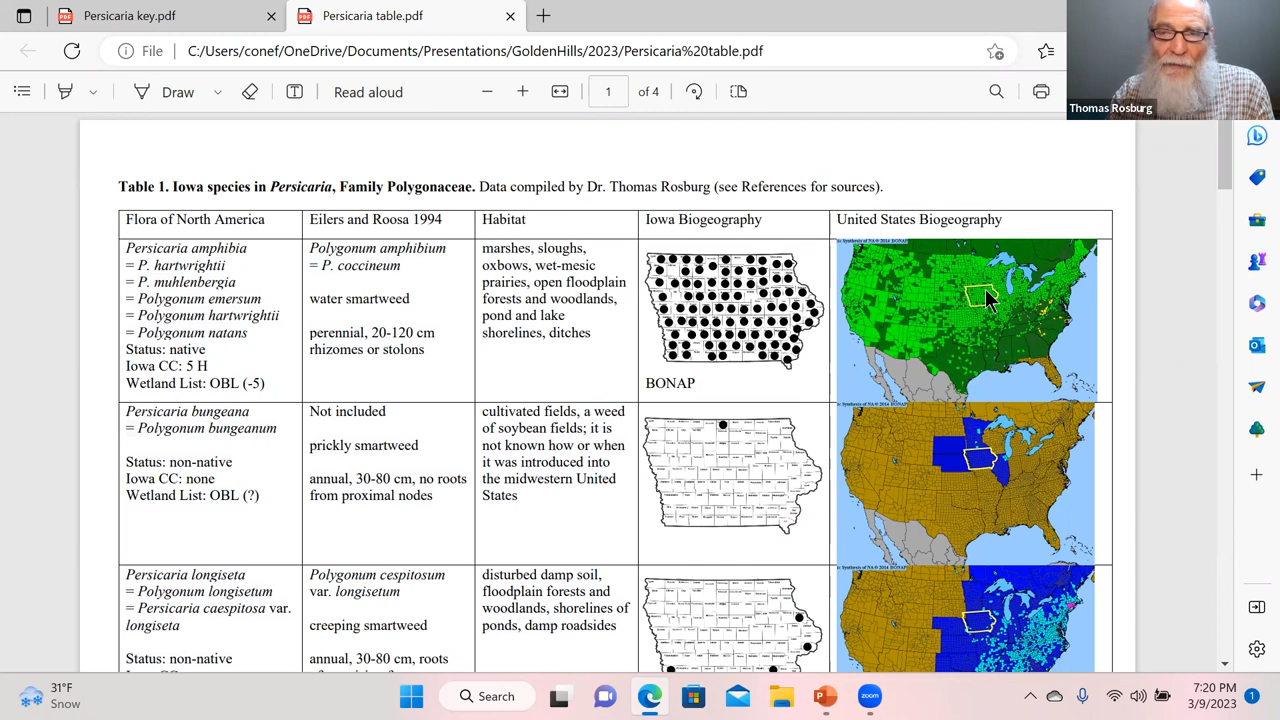 Persicaria key.pdf
Persicaria table.pdf
File
C:/Users/conef/OneDrive/Documents/Presentations/GoldenHills/2023/Persicaria%20table.pdf
Draw
Read aloud
1
of 4
Thomas Rosburg
Table 1. Iowa species in Persicaria, Family Polygonaceae. Data compiled by Dr. Thomas Rosburg (see References for sources).
Flora of North America
Eilers and Roosa 1994
Habitat
Iowa Biogeography
United States Biogeography
Persicaria amphibia
= P. hartwrightii
= P. muhlenbergia
= Polygonum emersum
= Polygonum hartwrightii
= Polygonum natans
Status: native
Iowa CC: 5 H
Wetland List: OBL (-5)
Polygonum amphibium
= P. coccineum
water smartweed
perennial, 20-120 cm
rhizomes or stolons
marshes, sloughs,
oxbows, wet-mesic
prairies, open floodplain
forests and woodlands,
pond and lake
shorelines, ditches
BONAP
Persicaria bungeana
= Polygonum bungeanum
Status: non-native
Iowa CC: none
Wetland List: OBL (?)
Not included
prickly smartweed
annual, 30-80 cm, no roots
from proximal nodes
cultivated fields, a weed
of soybean fields; it is
not known how or when
it was introduced into
the midwestern United
States
Persicaria longiseta
= Polygonum longisetum
= Persicaria caespitosa var.
longiseta
Status: non-native
Polygonum cespitosum
var. longisetum
creeping smartweed
annual, 30-80 cm, roots
disturbed damp soil,
floodplain forests and
woodlands, shorelines of
ponds, damp roadsides
31°F
Snow
Search
zoom
7:20 PM
3/9/2023
1